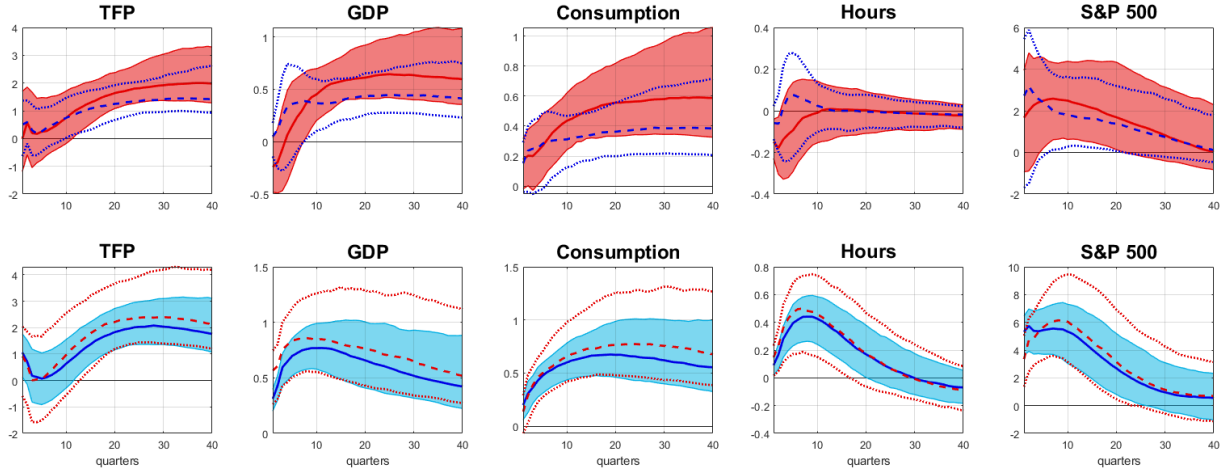 TFP GDP Consumption Hours S&P 500
4 1 1 0.4 6
3 0.8 4
2 0.5 0.6 0.2 2
1 0.4 0
0 0 0.2 -0.2 0
-1 0 -2
-2 -0.5 -0.4 -4
10 20 30 40 10 20 30 40 10 20 30 40 10 20 30 40 10 20 30 40
TFP GDP Consumption Hours S&P 500
4 1.5 1.5 0.8 10
3 0.6 8
2 1 1 0.4 6
1 0.2 4
0 0.5 0.5 0 2
-1 -0.2 0
-2 0 0 -0.4 -2
10 20 30 40 10 20 30 40 10 20 30 40 10 20 30 40 10 20 30 40
quarters quarters quarters quarters quarters